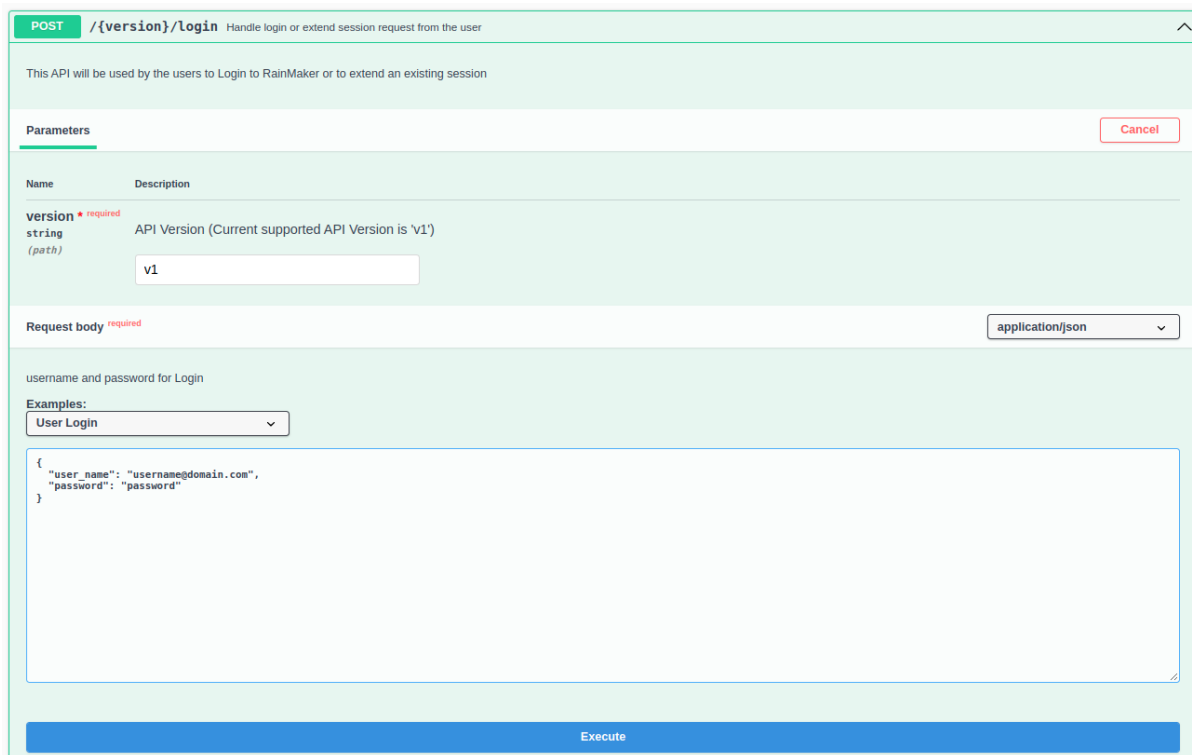 POST /{version}/login Handle login or extend session request from the user
This API will be used by the users to Login to RainMaker or to extend an existing session
Parameters
Cancel
Name Description
version * required
string
(path)
API Version (Current supported API Version is 'v1')
v1
Request body required
application/json
username and password for Login
Examples:
User Login
{
  "user_name": "username@domain.com",
  "password": "password"
}
Execute